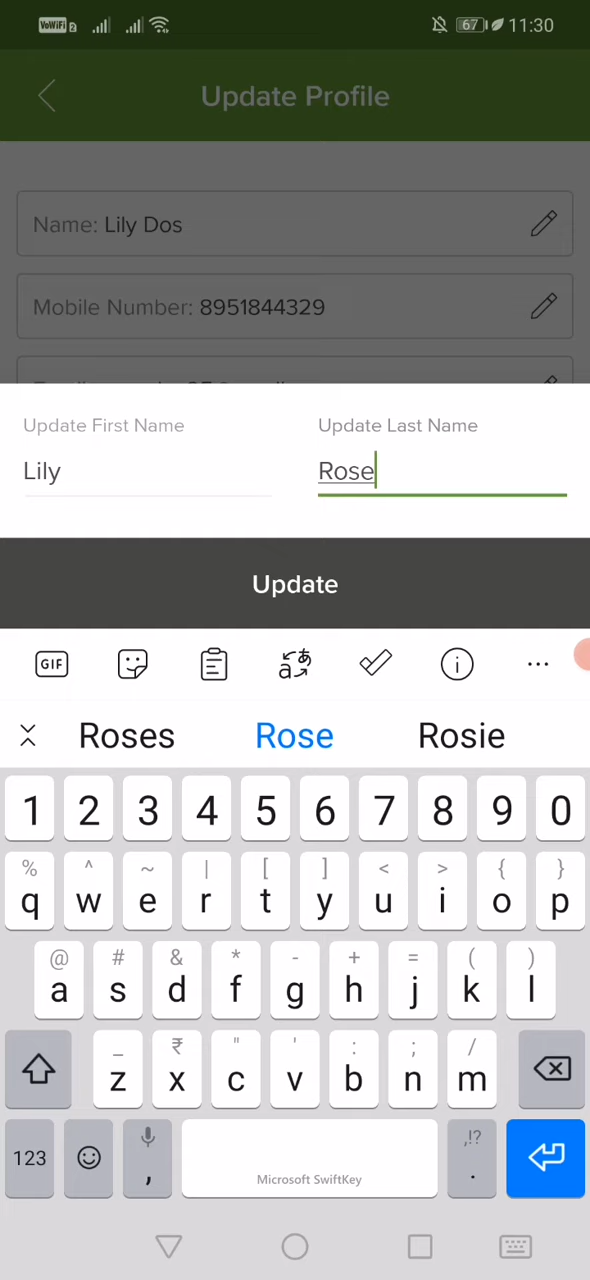 VoWiFi 2 67 11:30
Update Profile
Name: Lily Dos
Mobile Number: 8951844329
Update First Name Update Last Name
Lily Rose
Update
GIF
Roses Rose Rosie
1 2 3 4 5 6 7 8 9 0
% ^ ~ | [ ] < > { }
q w e r t y u i o p
@ # & * - + = ( )
a s d f g h j k l
_ ₹ " ' : ; /
z x c v b n m
123 , Microsoft SwiftKey ,!? .